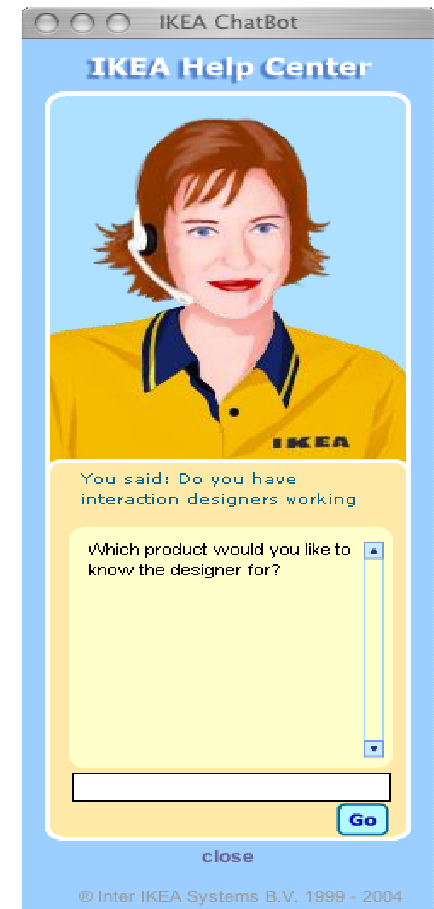 IKEA ChatBot
IKEA Help Center
IKEA
You said: Do you have
interaction designers working
Which product would you like to
know the designer for?
Go
close
® Inter IKEA Systems B.V. 1999 - 2004